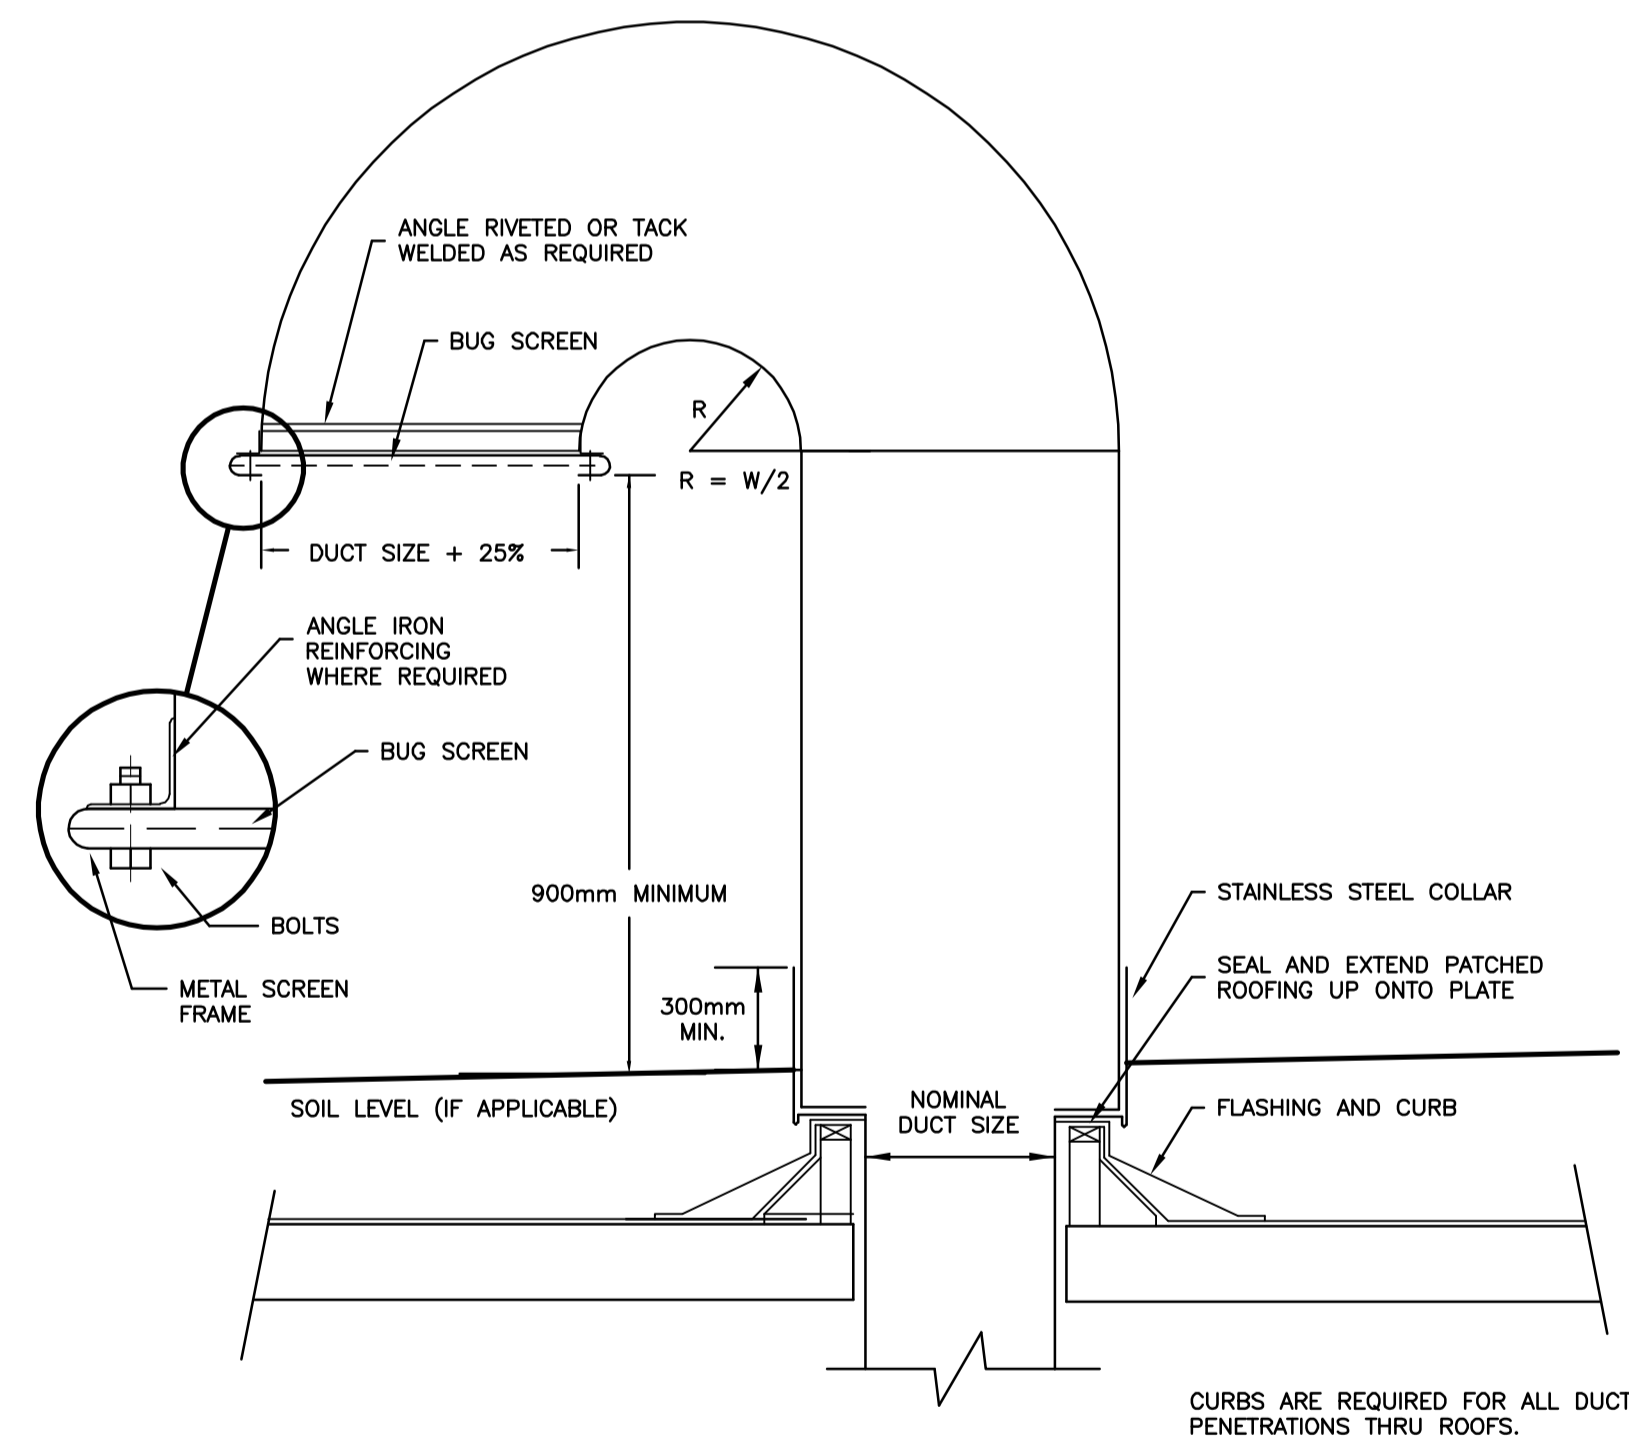 ANGLE RIVETED OR TACK
WELDED AS REQUIRED
BUG SCREEN
R
R = W/2
DUCT SIZE + 25%
ANGLE IRON
REINFORCING
WHERE REQUIRED
BUG SCREEN
900mm MINIMUM
BOLTS
METAL SCREEN
FRAME
300mm
MIN.
STAINLESS STEEL COLLAR
SEAL AND EXTEND PATCHED
ROOFING UP ONTO PLATE
SOIL LEVEL (IF APPLICABLE)
NOMINAL
DUCT SIZE
FLASHING AND CURB
CURBS ARE REQUIRED FOR ALL DUCT
PENETRATIONS THRU ROOFS.